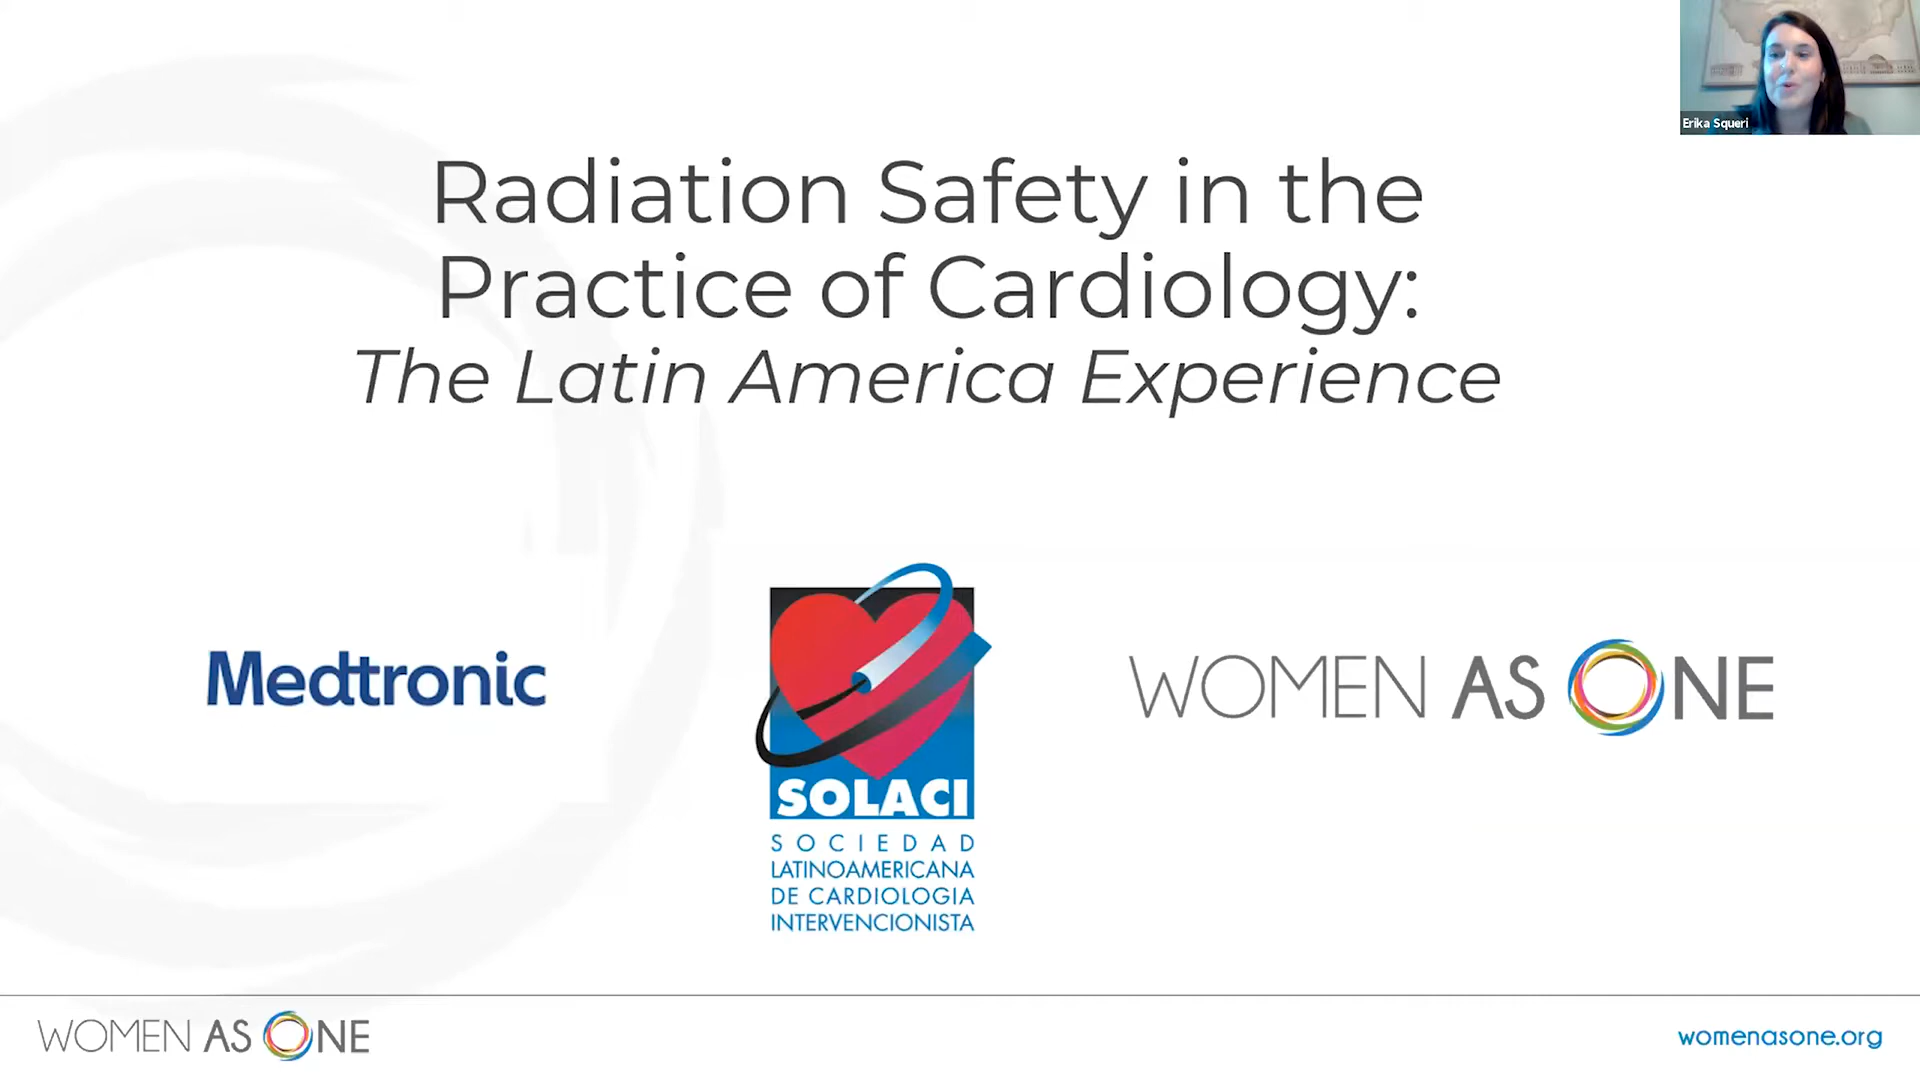 Erika Squeri
Radiation Safety in the
Practice of Cardiology:
The Latin America Experience
Medtronic
SOLACI
SOCIEDAD
LATINOAMERICANA
DE CARDIOLOGIA
INTERVENCIONISTA
WOMEN AS ONE
WOMEN AS ONE
womenasone.org